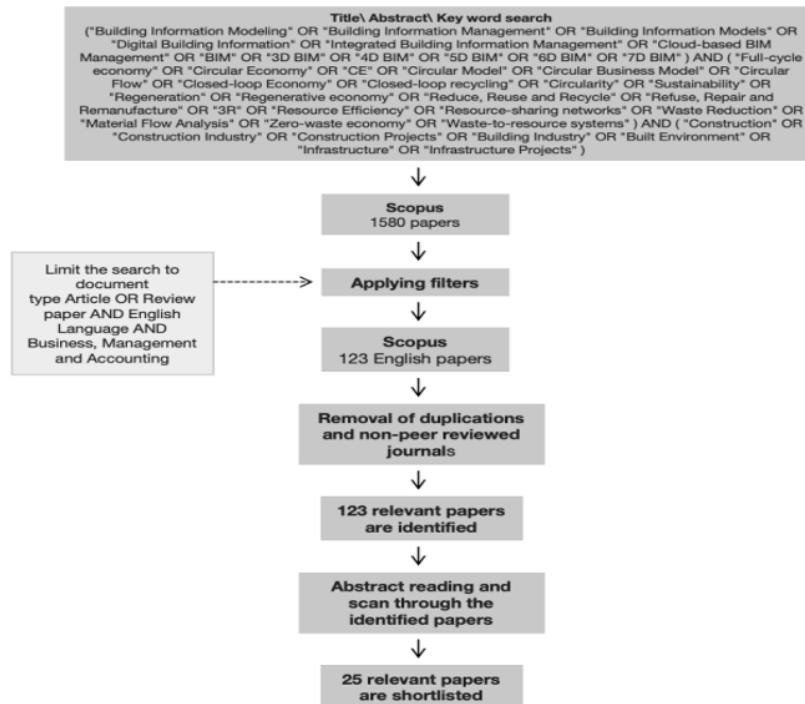 Title\ Abstract\ Key word search
("Building Information Modeling" OR "Building Information Management" OR "Building Information Models" OR
"Digital Building Information" OR "Integrated Building Information Management" OR "Cloud-based BIM
Management" OR "BIM" OR "3D BIM" OR "4D BIM" OR "5D BIM" OR "6D BIM" OR "7D BIM" ) AND ( "Full-cycle
economy" OR "Circular Economy" OR "CE" OR "Circular Model" OR "Circular Business Model" OR "Circular
Flow" OR "Closed-loop Economy" OR "Closed-loop recycling" OR "Circularity" OR "Sustainability" OR
"Regeneration" OR "Regenerative economy" OR "Reduce, Reuse and Recycle" OR "Refuse, Repair and
Remanufacture" OR "3R" OR "Resource Efficiency" OR "Resource-sharing networks" OR "Waste Reduction" OR
"Material Flow Analysis" OR "Zero-waste economy" OR "Waste-to-resource systems" ) AND ( "Construction" OR
"Construction Industry" OR "Construction Projects" OR "Building Industry" OR "Built Environment" OR
"Infrastructure" OR "Infrastructure Projects" )
Scopus
1580 papers
Limit the search to
document
type Article OR Review
paper AND English
Language AND
Business, Management
and Accounting
Applying filters
Scopus
123 English papers
Removal of duplications
and non-peer reviewed
journals
123 relevant papers
are identified
Abstract reading and
scan through the
identified papers
25 relevant papers
are shortlisted